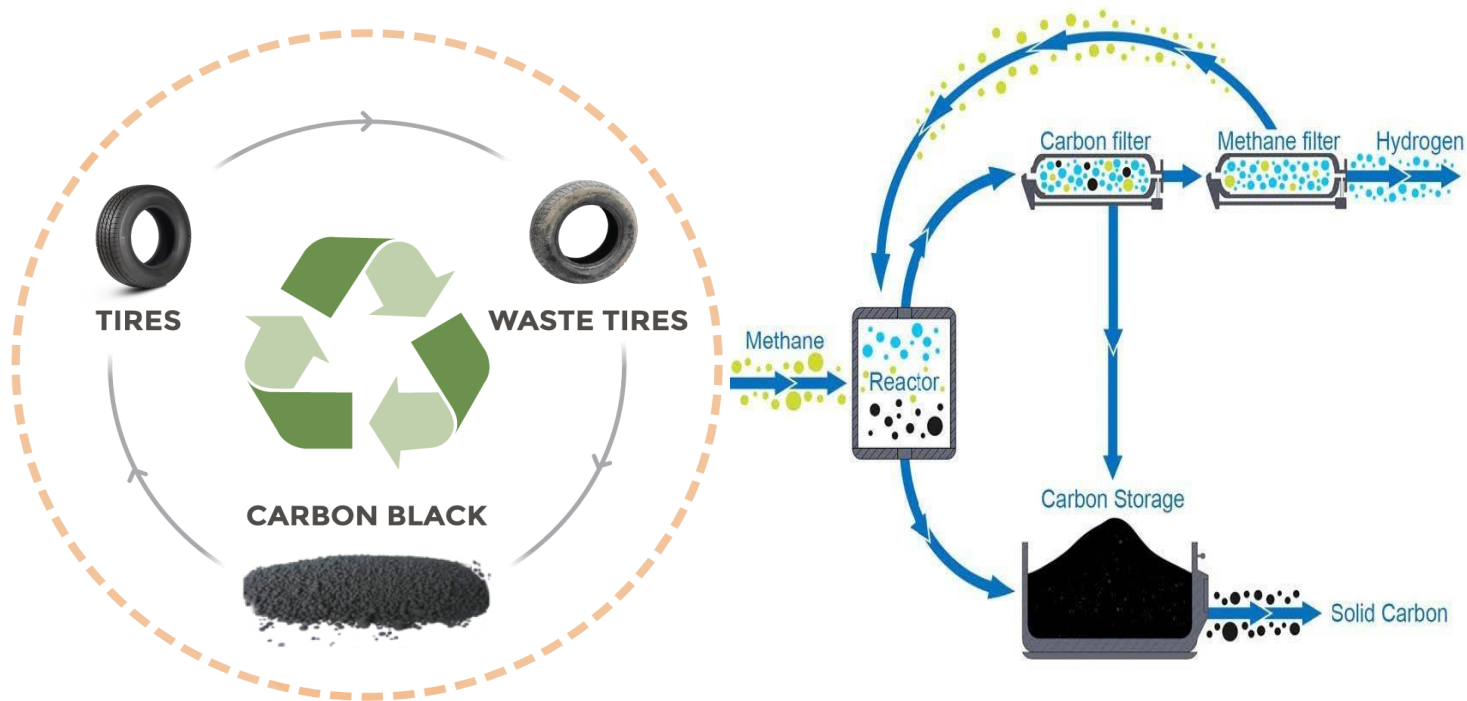 TIRES
WASTE TIRES
CARBON BLACK
Carbon filter
Methane filter
Hydrogen
Methane
Reactor
Carbon Storage
Solid Carbon